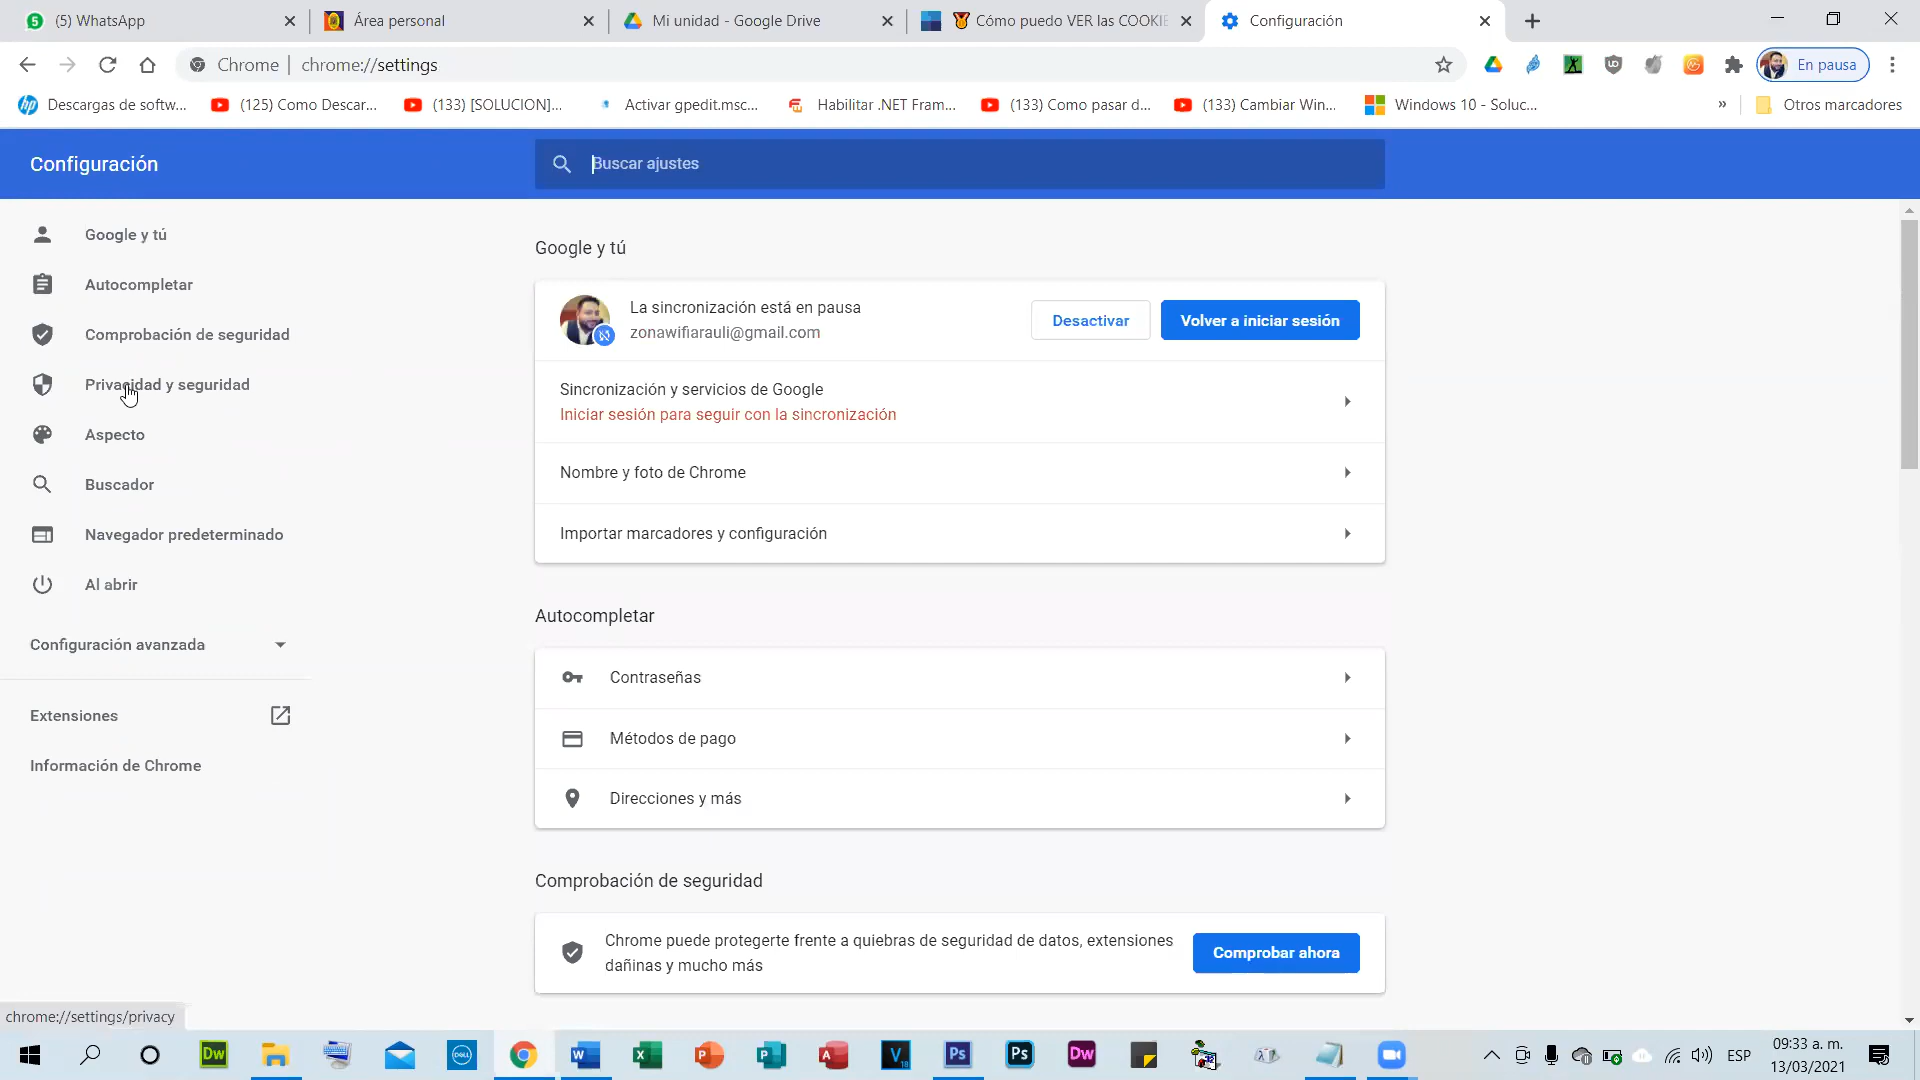 (5) WhatsApp
Área personal
Mi unidad - Google Drive
Cómo puedo VER las COOKIE
Configuración
Chrome | chrome://settings
En pausa
Descargas de softw...
(125) Como Descar...
(133) [SOLUCION]...
Activar gpedit.msc...
Habilitar .NET Fram...
(133) Como pasar d...
(133) Cambiar Win...
Windows 10 - Soluc...
»
Otros marcadores
Configuración
Buscar ajustes
Google y tú
Autocompletar
Comprobación de seguridad
Privacidad y seguridad
Aspecto
Buscador
Navegador predeterminado
Al abrir
Configuración avanzada
Extensiones
Información de Chrome
Google y tú
La sincronización está en pausa
zonawifiarauli@gmail.com
Desactivar
Volver a iniciar sesión
Sincronización y servicios de Google
Iniciar sesión para seguir con la sincronización
Nombre y foto de Chrome
Importar marcadores y configuración
Autocompletar
Contraseñas
Métodos de pago
Direcciones y más
Comprobación de seguridad
Chrome puede protegerte frente a quiebras de seguridad de datos, extensiones
dañinas y mucho más
Comprobar ahora
chrome://settings/privacy
ESP
09:33 a. m.
13/03/2021